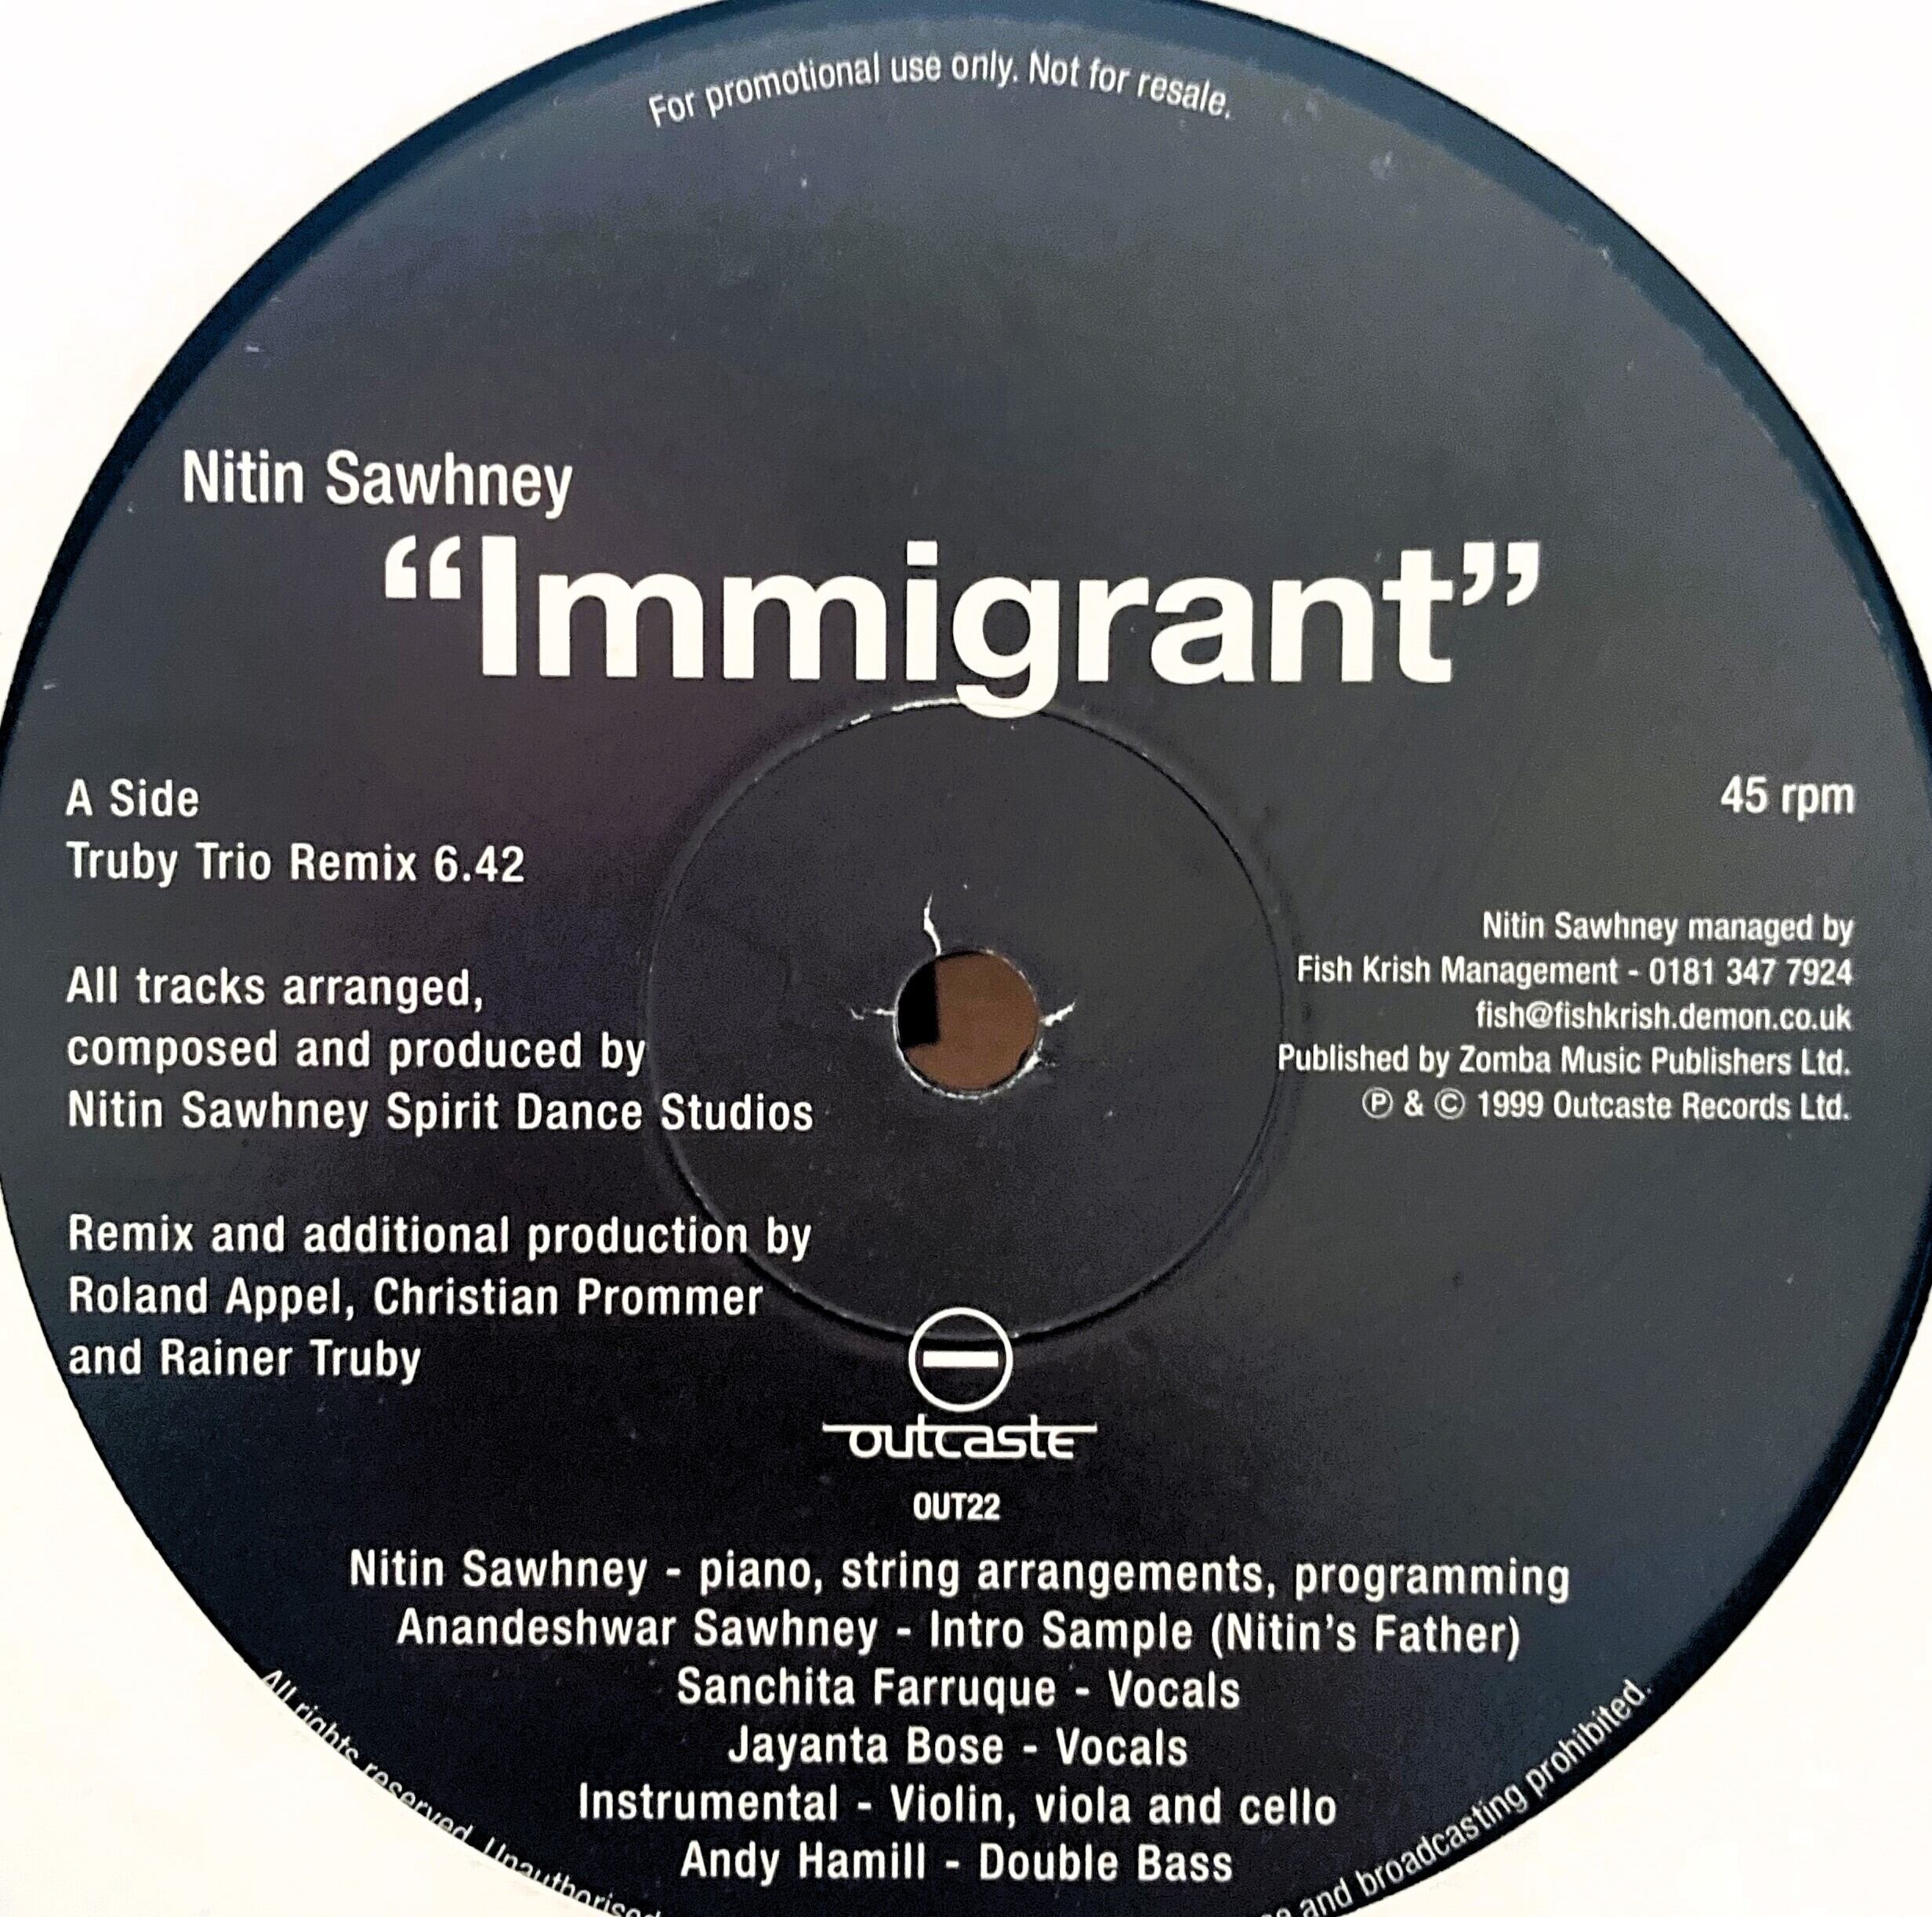 For promotional use only. Not for resale.
Nitin Sawhney
“Immigrant”
A Side
Truby Trio Remix 6.42
All tracks arranged,
composed and produced by
Nitin Sawhney Spirit Dance Studios
Remix and additional production by
Roland Appel, Christian Prommer
and Rainer Truby
45 rpm
Nitin Sawhney managed by
Fish Krish Management - 0181 347 7924
fish@fishkrish.demon.co.uk
Published by Zomba Music Publishers Ltd.
℗ & © 1999 Outcaste Records Ltd.
outcaste
OUT22
Nitin Sawhney - piano, string arrangements, programming
Anandeshwar Sawhney - Intro Sample (Nitin’s Father)
Sanchita Farruque - Vocals
Jayanta Bose - Vocals
Instrumental - Violin, viola and cello
Andy Hamill - Double Bass
All rights reserved. Unauthorised
and broadcasting prohibited.